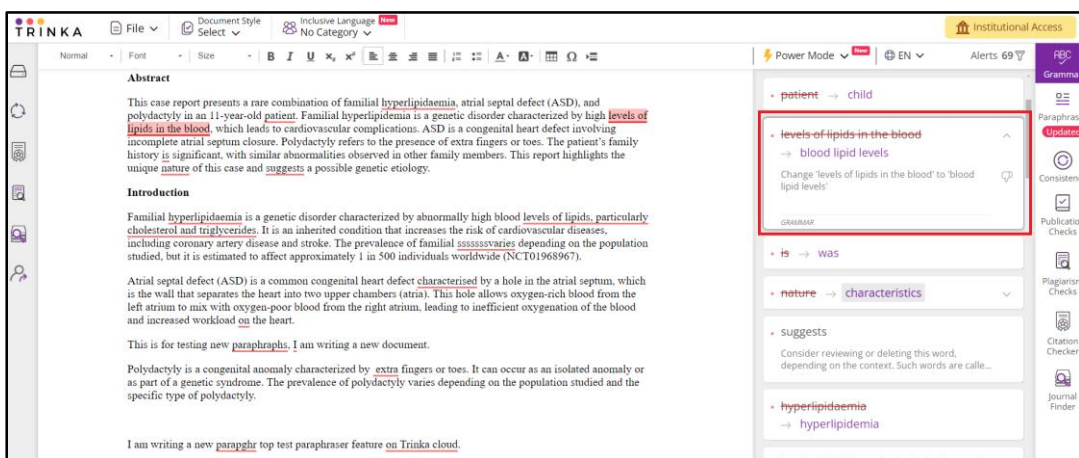 TRINKA
File
Document Style
Select
Inclusive Language New
No Category
Institutional Access
Normal Font Size B I U X₂ X² A A Ω
Power Mode New EN Alerts 69
Abstract
This case report presents a rare combination of familial hyperlipidaemia, atrial septal defect (ASD), and
polydactyly in an 11-year-old patient. Familial hyperlipidemia is a genetic disorder characterized by high levels of
lipids in the blood, which leads to cardiovascular complications. ASD is a congenital heart defect involving
incomplete atrial septum closure. Polydactyly refers to the presence of extra fingers or toes. The patient's family
history is significant, with similar abnormalities observed in other family members. This report highlights the
unique nature of this case and suggests a possible genetic etiology.
Introduction
Familial hyperlipidaemia is a genetic disorder characterized by abnormally high blood levels of lipids, particularly
cholesterol and triglycerides. It is an inherited condition that increases the risk of cardiovascular diseases,
including coronary artery disease and stroke. The prevalence of familial sssssssvaries depending on the population
studied, but it is estimated to affect approximately 1 in 500 individuals worldwide (NCT01968967).
Atrial septal defect (ASD) is a common congenital heart defect characterised by a hole in the atrial septum, which
is the wall that separates the heart into two upper chambers (atria). This hole allows oxygen-rich blood from the
left atrium to mix with oxygen-poor blood from the right atrium, leading to inefficient oxygenation of the blood
and increased workload on the heart.
This is for testing new paraphraphs, I am writing a new document.
Polydactyly is a congenital anomaly characterized by extra fingers or toes. It can occur as an isolated anomaly or
as part of a genetic syndrome. The prevalence of polydactyly varies depending on the population studied and the
specific type of polydactyly.
I am writing a new parapghr top test paraphraser feature on Trinka cloud.
patient → child
levels of lipids in the blood
→ blood lipid levels
Change 'levels of lipids in the blood' to 'blood
lipid levels'
GRAMMAR
is → was
nature → characteristics
suggests
Consider reviewing or deleting this word,
depending on the context. Such words are calle...
hyperlipidaemia
→ hyperlipidemia
ABC
Gramma
Paraphras
Updated
Consisten
Publicatio
Checks
Plagiarism
Checks
Citation
Checker
Journal
Finder